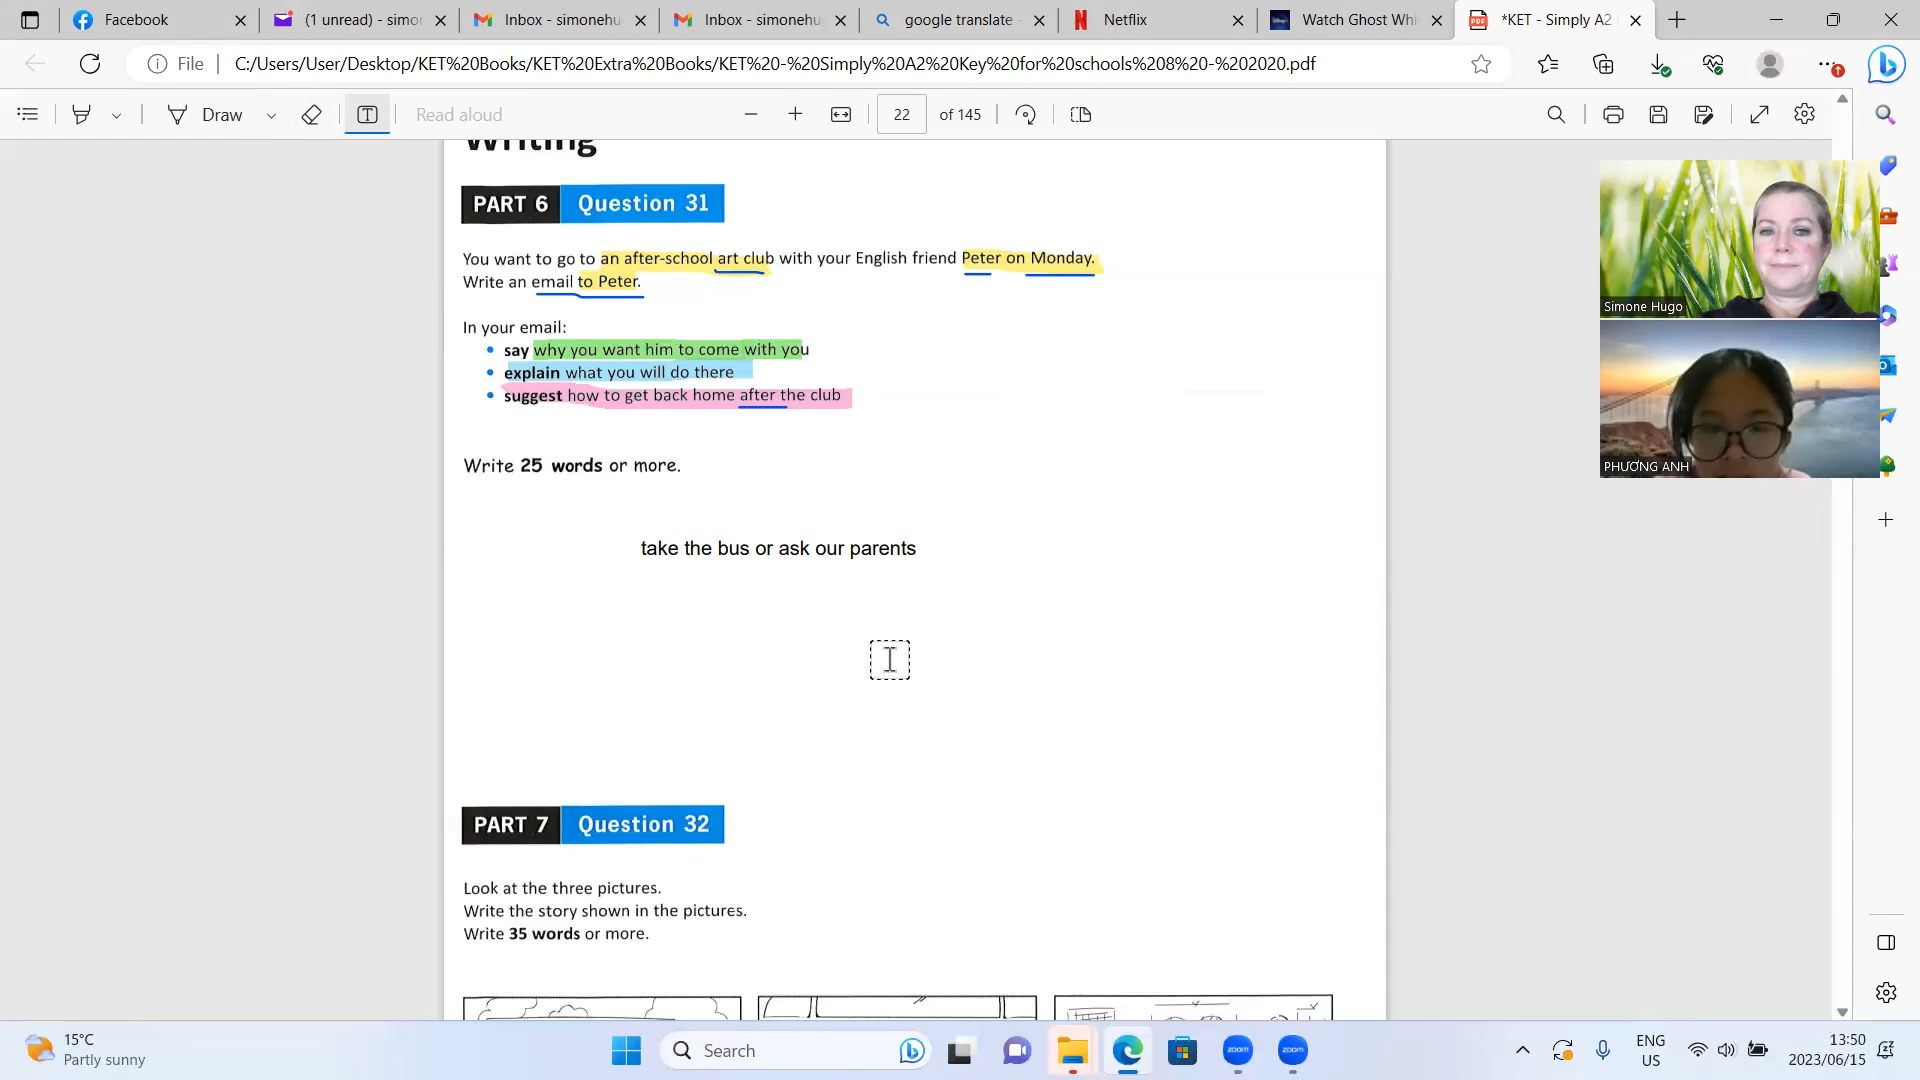 Facebook
(1 unread) - simo
Inbox - simonehu
Inbox - simonehu
google translate -
Netflix
Watch Ghost Whi
*KET - Simply A2
File
C:/Users/User/Desktop/KET%20Books/KET%20Extra%20Books/KET%20-%20Simply%20A2%20Key%20for%20schools%208%20-%202020.pdf
Draw
Read aloud
22
of 145
Writing
PART 6 Question 31
You want to go to an after-school art club with your English friend Peter on Monday.
Write an email to Peter.
In your email:
• say why you want him to come with you
• explain what you will do there
• suggest how to get back home after the club
Write 25 words or more.
take the bus or ask our parents
PART 7 Question 32
Look at the three pictures.
Write the story shown in the pictures.
Write 35 words or more.
Simone Hugo
PHƯƠNG ANH
15°C
Partly sunny
Search
zoom
zoom
ENG
US
13:50
2023/06/15